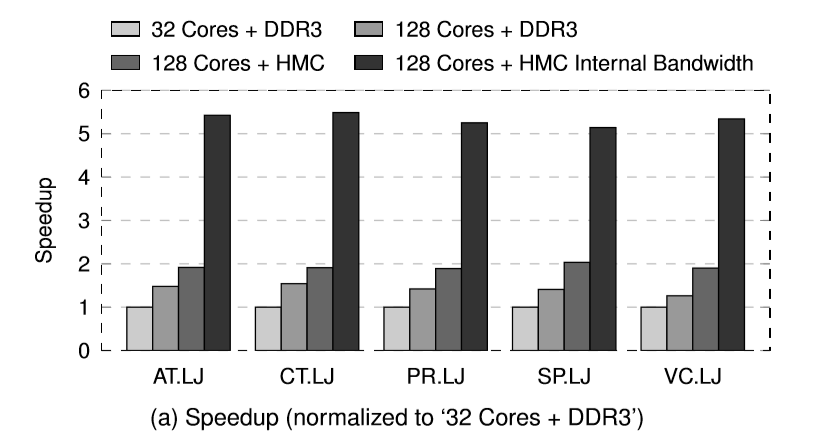 32 Cores + DDR3 128 Cores + DDR3
128 Cores + HMC 128 Cores + HMC Internal Bandwidth
6
5
4
3
2
1
0
Speedup
AT.LJ CT.LJ PR.LJ SP.LJ VC.LJ
(a) Speedup (normalized to ‘32 Cores + DDR3’)